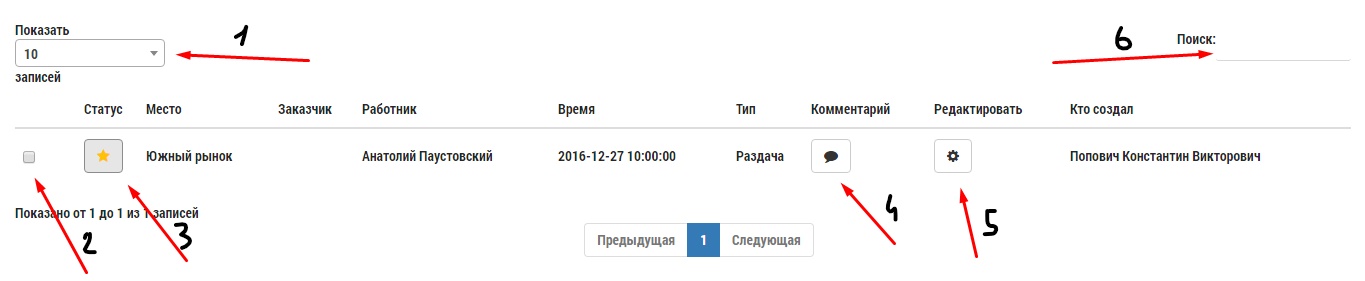 Показать
10
записей
1
6
Поиск:
Статус Место Заказчик Работник Время Тип Комментарий Редактировать Кто создал
Южный рынок Анатолий Паустовский 2016-12-27 10:00:00 Раздача Попович Константин Викторович
Показано от 1 до 1 из 1 записей
2
3
4
5
Предыдущая 1 Следующая